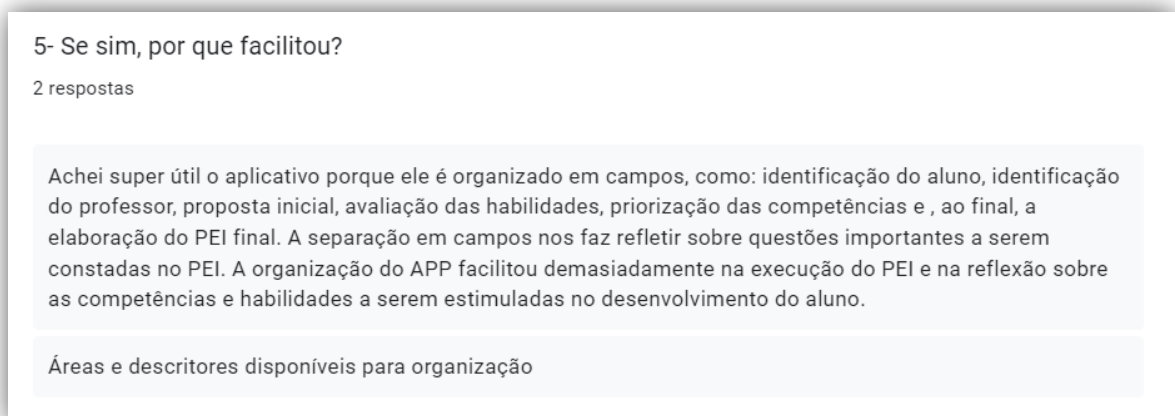 5- Se sim, por que facilitou?
2 respostas
Achei super útil o aplicativo porque ele é organizado em campos, como: identificação do aluno, identificação
do professor, proposta inicial, avaliação das habilidades, priorização das competências e , ao final, a
elaboração do PEI final. A separação em campos nos faz refletir sobre questões importantes a serem
constadas no PEI. A organização do APP facilitou demasiadamente na execução do PEI e na reflexão sobre
as competências e habilidades a serem estimuladas no desenvolvimento do aluno.
Áreas e descritores disponíveis para organização